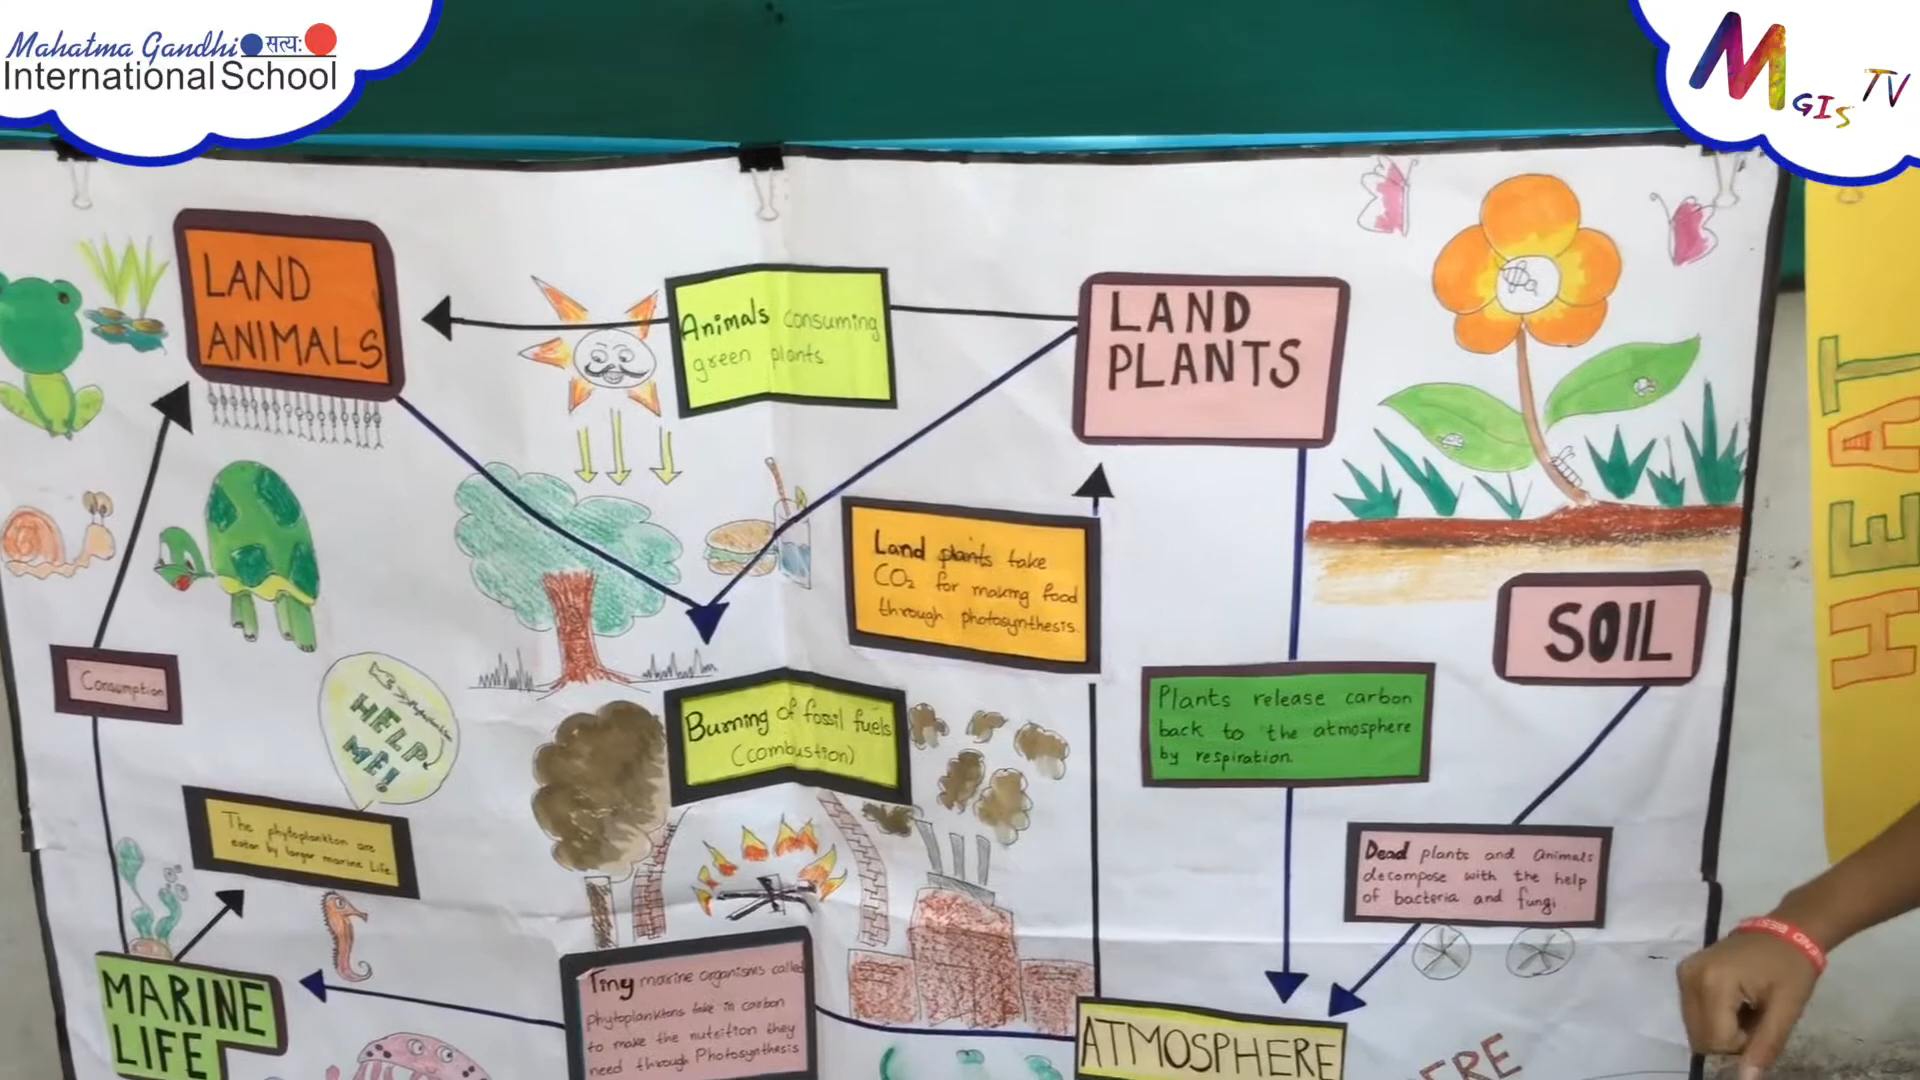 Mahatma Gandhi सत्य:
International School
M GIS TV
LAND
ANIMALS
Animals consuming
green plants.
LAND
PLANTS
Land plants take
CO₂ for making food
through photosynthesis.
SOIL
HEAT
Consumption
HELP
ME!
Burning of fossil fuels
(combustion)
Plants release carbon
back to the atmosphere
by respiration.
The phytoplankton are
eaten by larger marine life.
Dead plants and animals
decompose with the help
of bacteria and fungi.
MARINE
LIFE
Tiny marine organisms called
phytoplanktons take in carbon
to make the nutrition they
need through Photosynthesis
ATMOSPHERE